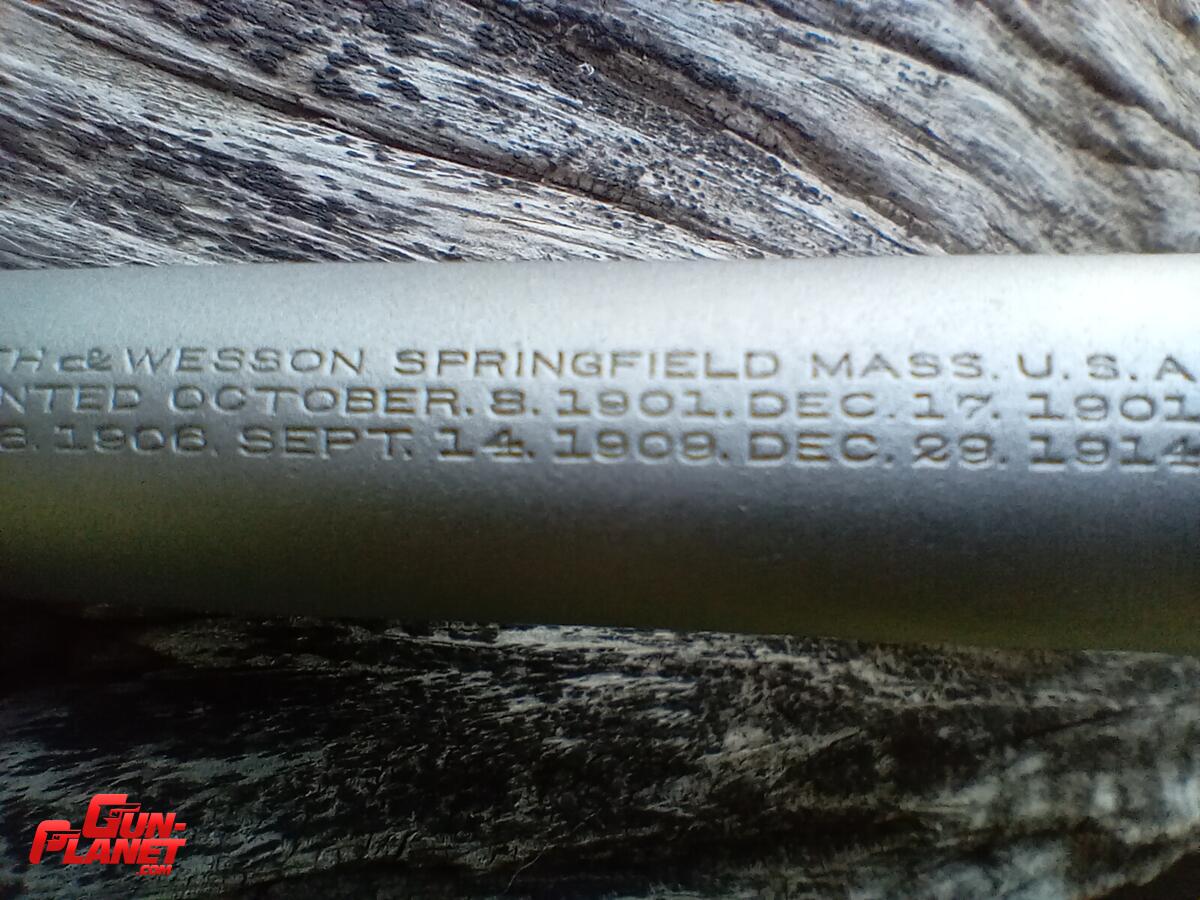 TH & WESSON SPRINGFIELD MASS. U.S.A
NTED OCTOBER. 8. 1901. DEC. 17. 1901
6. 1906. SEPT. 14. 1909. DEC. 29. 1914
GUN-
PLANET
.COM